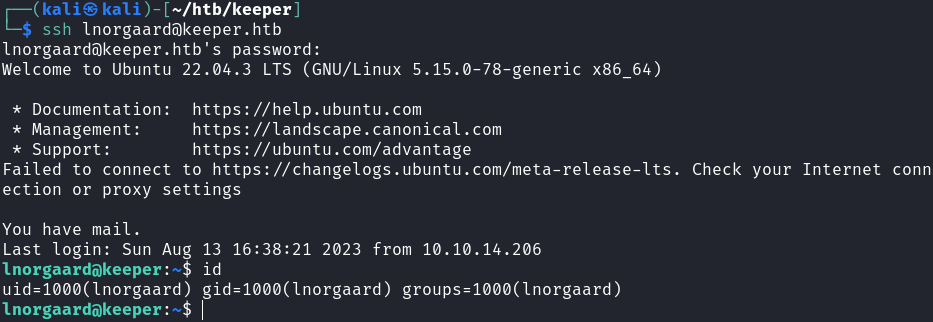 ┌──(kali㉿kali)-[~/htb/keeper]
└─$ ssh lnorgaard@keeper.htb
lnorgaard@keeper.htb's password:
Welcome to Ubuntu 22.04.3 LTS (GNU/Linux 5.15.0-78-generic x86_64)

 * Documentation:  https://help.ubuntu.com
 * Management:     https://landscape.canonical.com
 * Support:        https://ubuntu.com/advantage
Failed to connect to https://changelogs.ubuntu.com/meta-release-lts. Check your Internet conn
ection or proxy settings

You have mail.
Last login: Sun Aug 13 16:38:21 2023 from 10.10.14.206
lnorgaard@keeper:~$ id
uid=1000(lnorgaard) gid=1000(lnorgaard) groups=1000(lnorgaard)
lnorgaard@keeper:~$